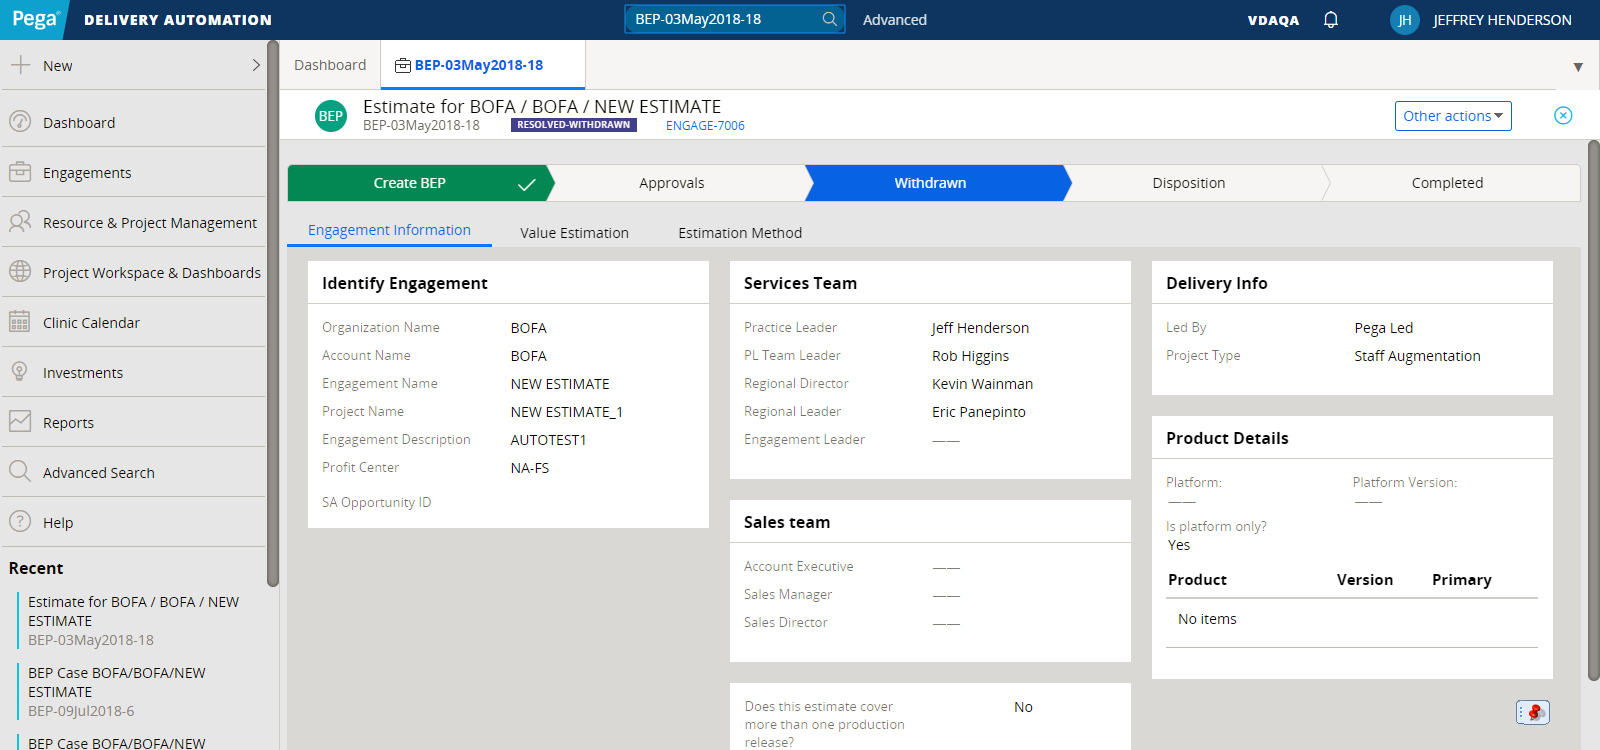 Pega DELIVERY AUTOMATION
BEP-03May2018-18
Advanced
VDAQA
JH
JEFFREY HENDERSON
New
Dashboard
Engagements
Resource & Project Management
Project Workspace & Dashboards
Clinic Calendar
Investments
Reports
Advanced Search
Help
Recent
Estimate for BOFA / BOFA / NEW
ESTIMATE
BEP-03May2018-18
BEP Case BOFA/BOFA/NEW
ESTIMATE
BEP-09Jul2018-6
BEP Case BOFA/BOFA/NEW
Dashboard
BEP-03May2018-18
BEP
Estimate for BOFA / BOFA / NEW ESTIMATE
BEP-03May2018-18 RESOLVED-WITHDRAWN ENGAGE-7006
Other actions
Create BEP
Approvals
Withdrawn
Disposition
Completed
Engagement Information
Value Estimation
Estimation Method
Identify Engagement
Organization Name BOFA
Account Name BOFA
Engagement Name NEW ESTIMATE
Project Name NEW ESTIMATE_1
Engagement Description AUTOTEST1
Profit Center NA-FS
SA Opportunity ID
Services Team
Practice Leader Jeff Henderson
PL Team Leader Rob Higgins
Regional Director Kevin Wainman
Regional Leader Eric Panepinto
Engagement Leader ——
Sales team
Account Executive ——
Sales Manager ——
Sales Director ——
Does this estimate cover No
more than one production
release?
Delivery Info
Led By Pega Led
Project Type Staff Augmentation
Product Details
Platform: Platform Version:
—— ——
Is platform only?
Yes
Product Version Primary
No items